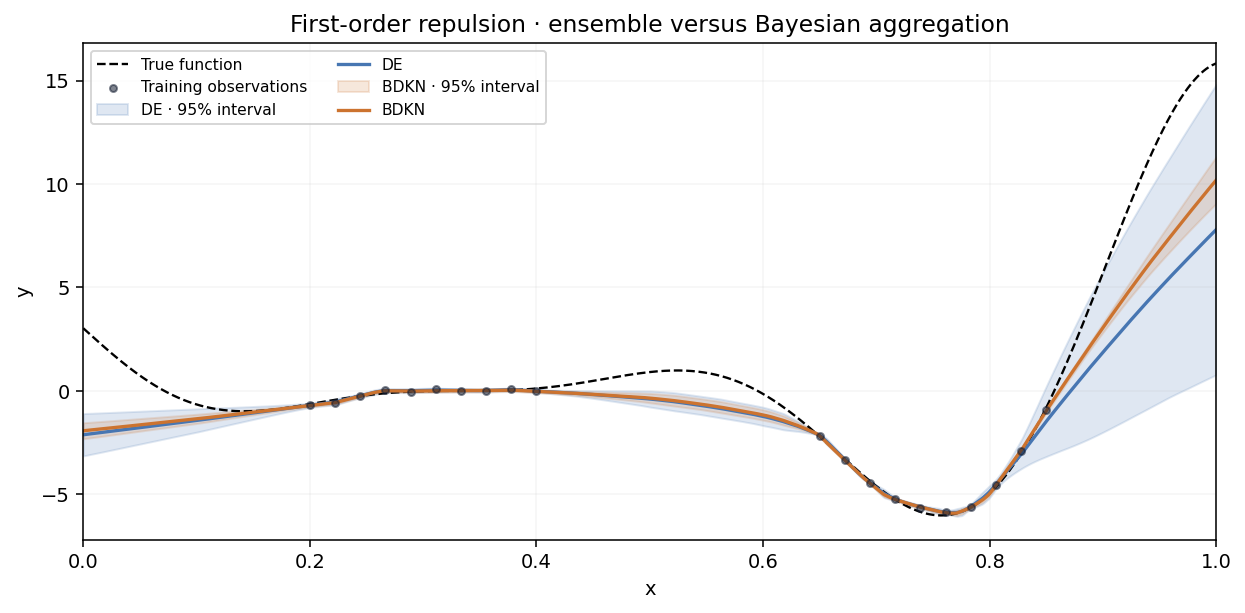 First-order repulsion · ensemble versus Bayesian aggregation
True function
Training observations
DE · 95% interval
DE
BDKN · 95% interval
BDKN
15
10
5
0
−5
y
0.0 0.2 0.4 0.6 0.8 1.0
x